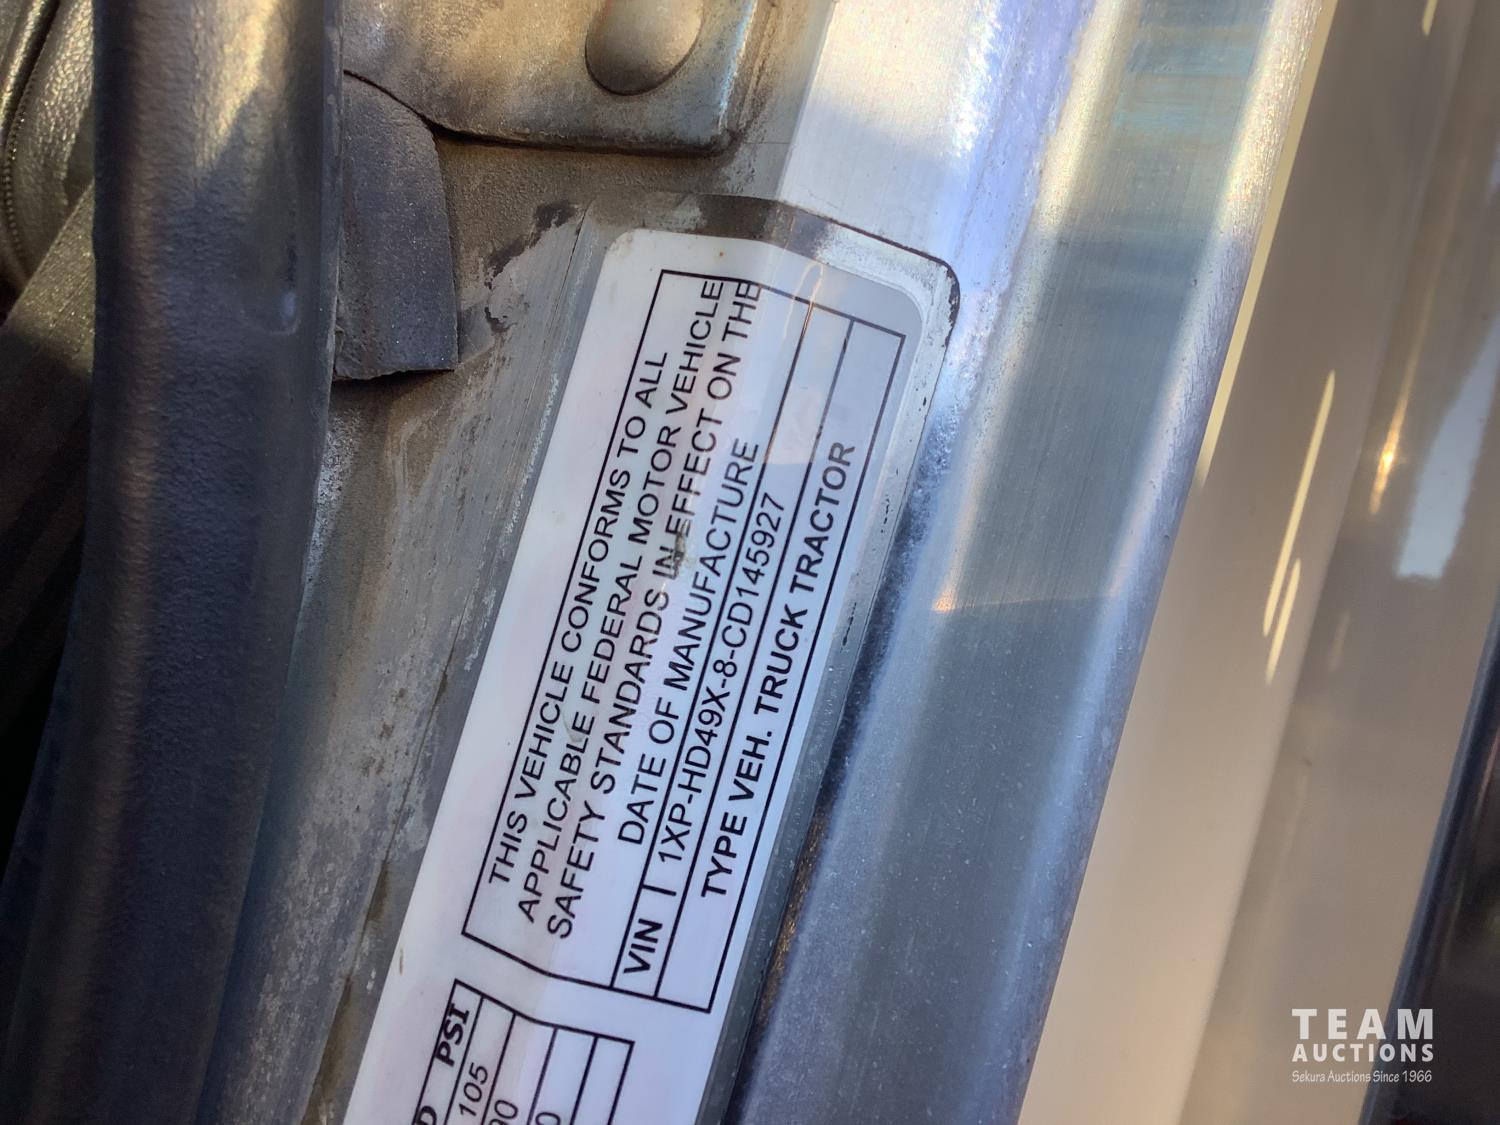 THIS VEHICLE CONFORMS TO ALL
APPLICABLE FEDERAL MOTOR VEHICLE
SAFETY STANDARDS IN EFFECT ON THE
DATE OF MANUFACTURE
VIN 1XP-HD49X-8-CD145927
TYPE VEH. TRUCK TRACTOR
PSI
105
TEAM
AUCTIONS
Sekura Auctions Since 1966